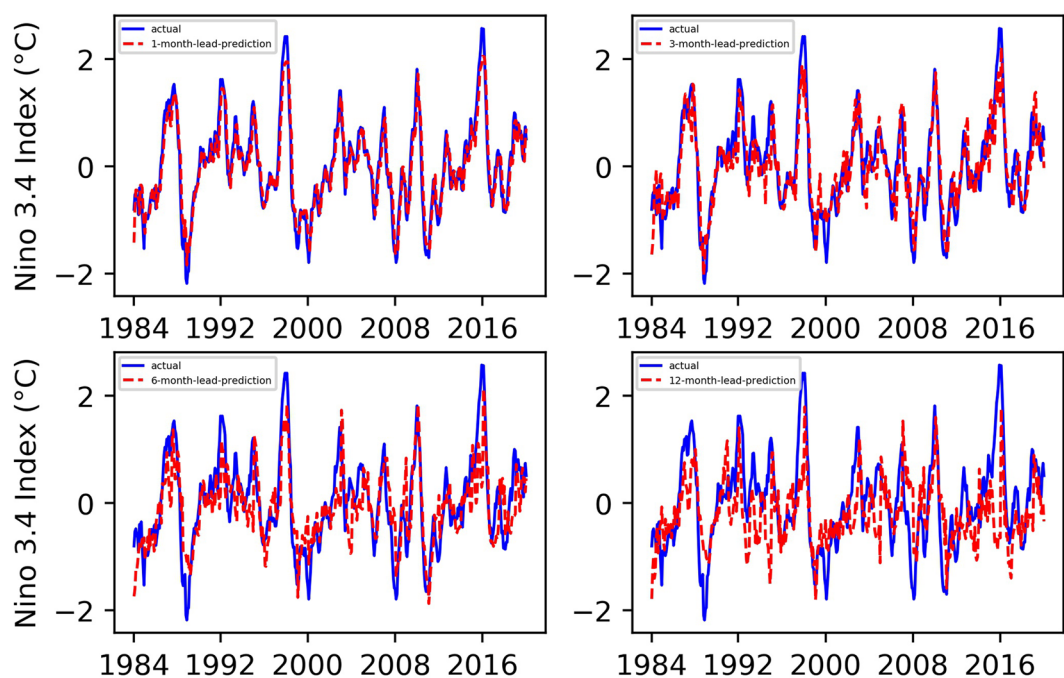 Nino 3.4 Index (°C)
actual
1-month-lead-prediction
2
0
−2
1984 1992 2000 2008 2016
actual
3-month-lead-prediction
2
0
−2
1984 1992 2000 2008 2016
Nino 3.4 Index (°C)
actual
6-month-lead-prediction
2
0
−2
1984 1992 2000 2008 2016
actual
12-month-lead-prediction
2
0
−2
1984 1992 2000 2008 2016